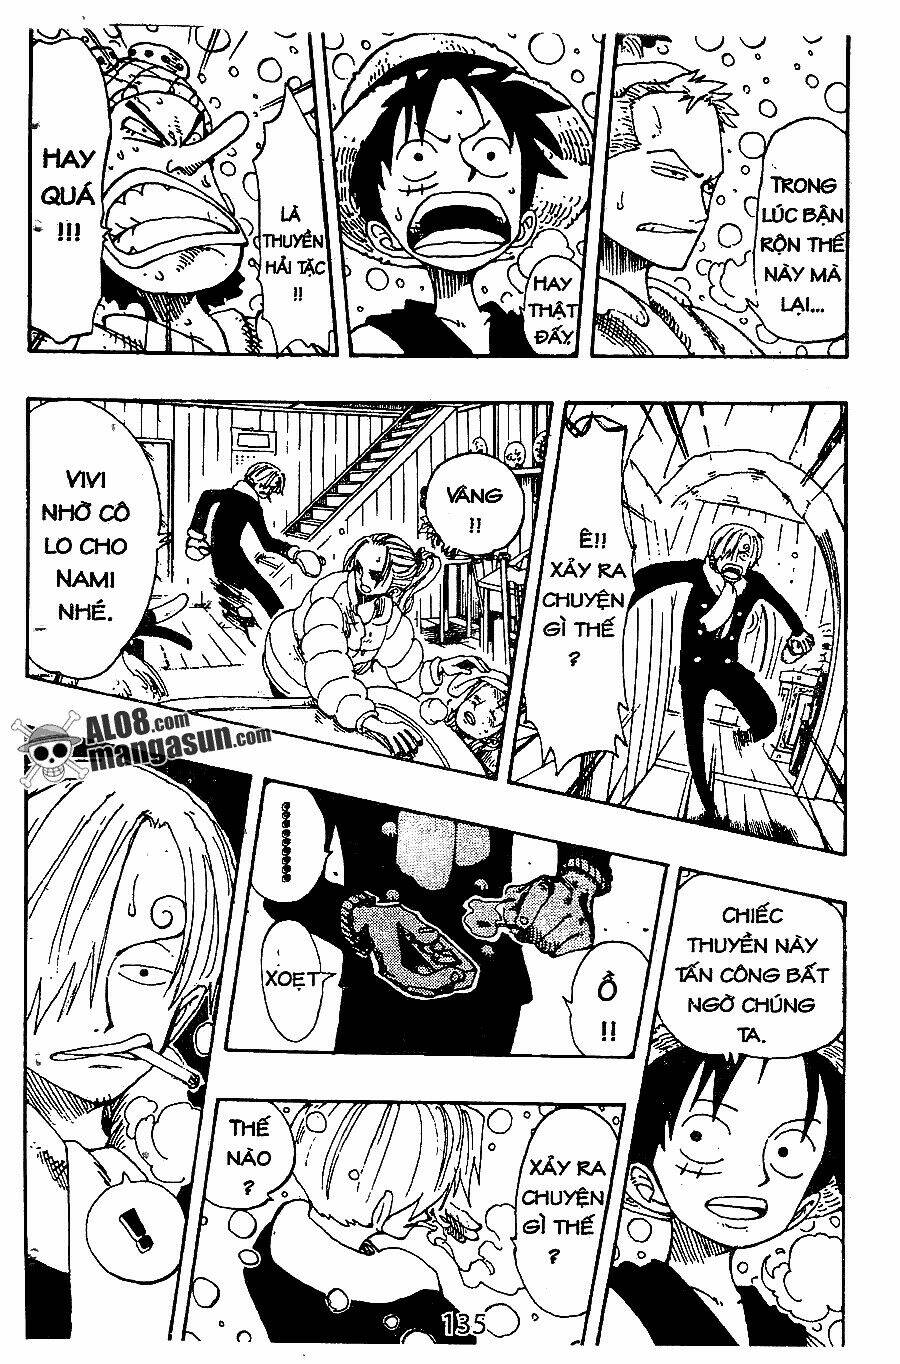 TRONG
LÚC BẬN
RỘN THẾ
NÀY MÀ
LẠI...
HAY
THẬT
ĐẤY.
LÀ
THUYỀN
HẢI TẶC
!!
HAY
QUÁ
!!!
Ê!!
XẢY RA
CHUYỆN
GÌ THẾ
?
VÂNG
!!
VIVI
NHỜ CÔ
LO CHO
NAMI
NHÉ.
AL08.com
mangasun.com
CHIẾC
THUYỀN NÀY
TẤN CÔNG BẤT
NGỜ CHÚNG
TA.
Ồ
!!
XOẸT
XẢY RA
CHUYỆN
GÌ THẾ
?
THẾ
NÀO
?
!
135